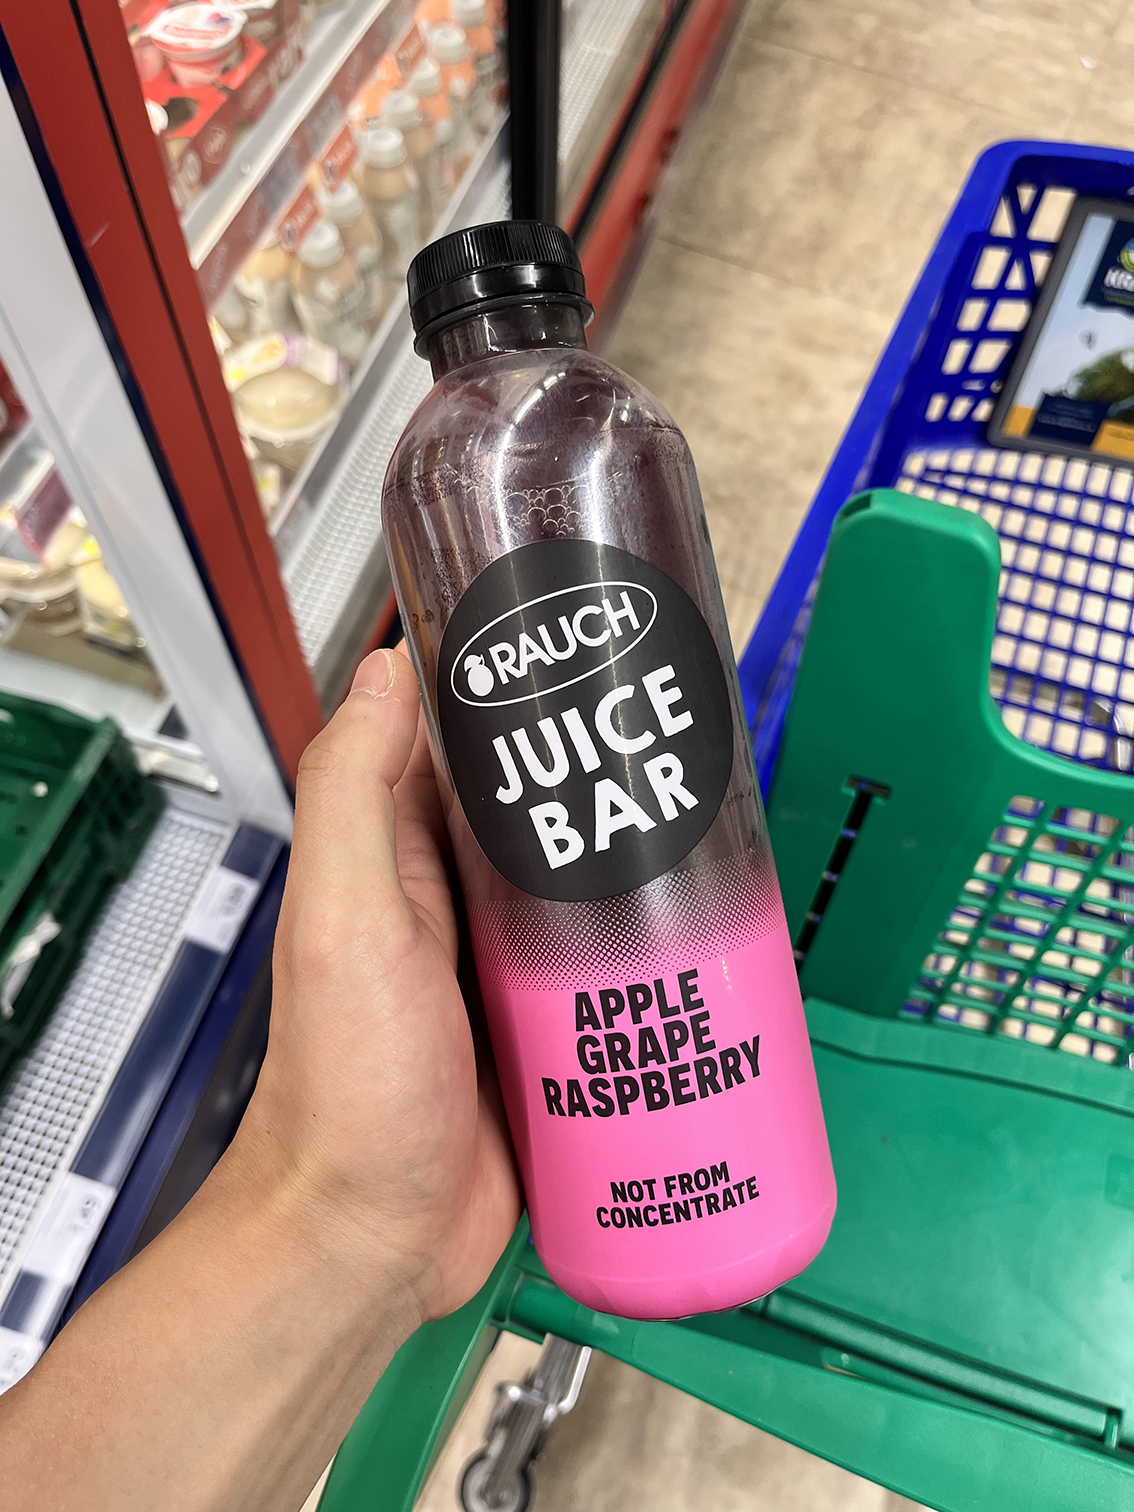 RAUCH
JUICE
BAR
APPLE
GRAPE
RASPBERRY
NOT FROM
CONCENTRATE